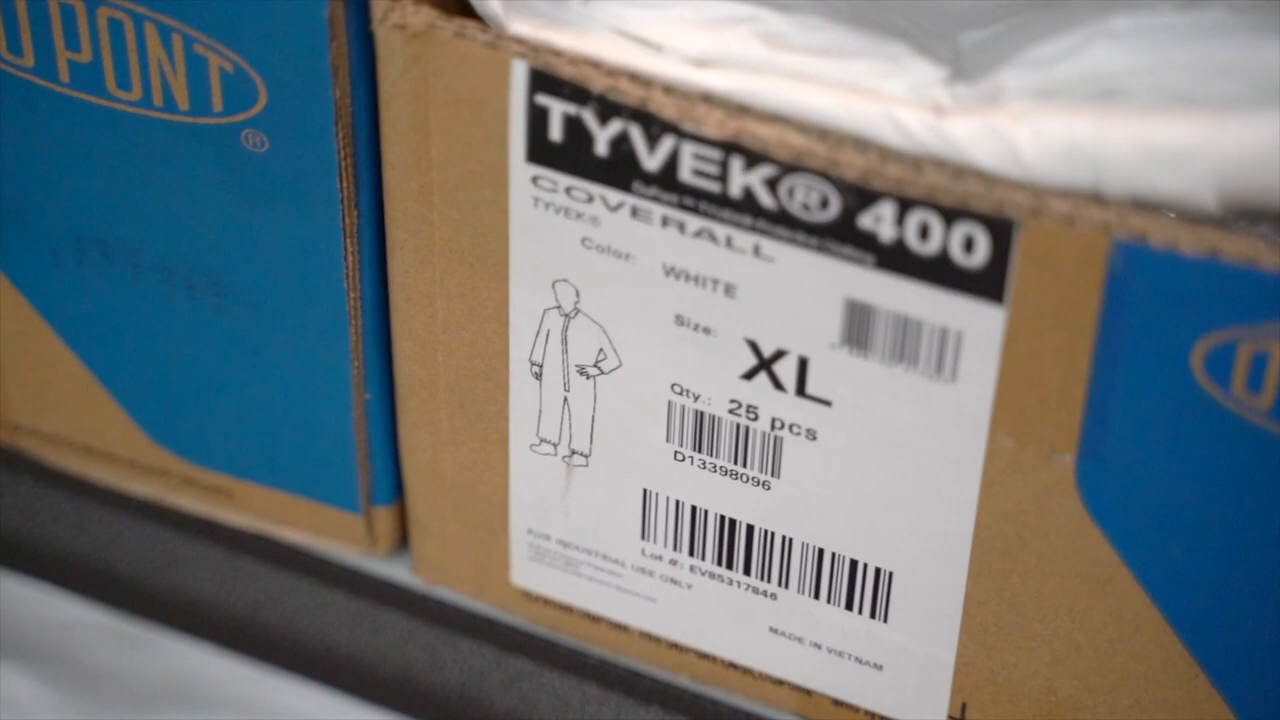 PONT
®
TYVEK® 400
COVERALL
TYVEK®
Color: WHITE
Size: XL
Qty.: 25 pcs
D13398096
Lot #: EV85317846
FOR INDUSTRIAL USE ONLY
MADE IN VIETNAM